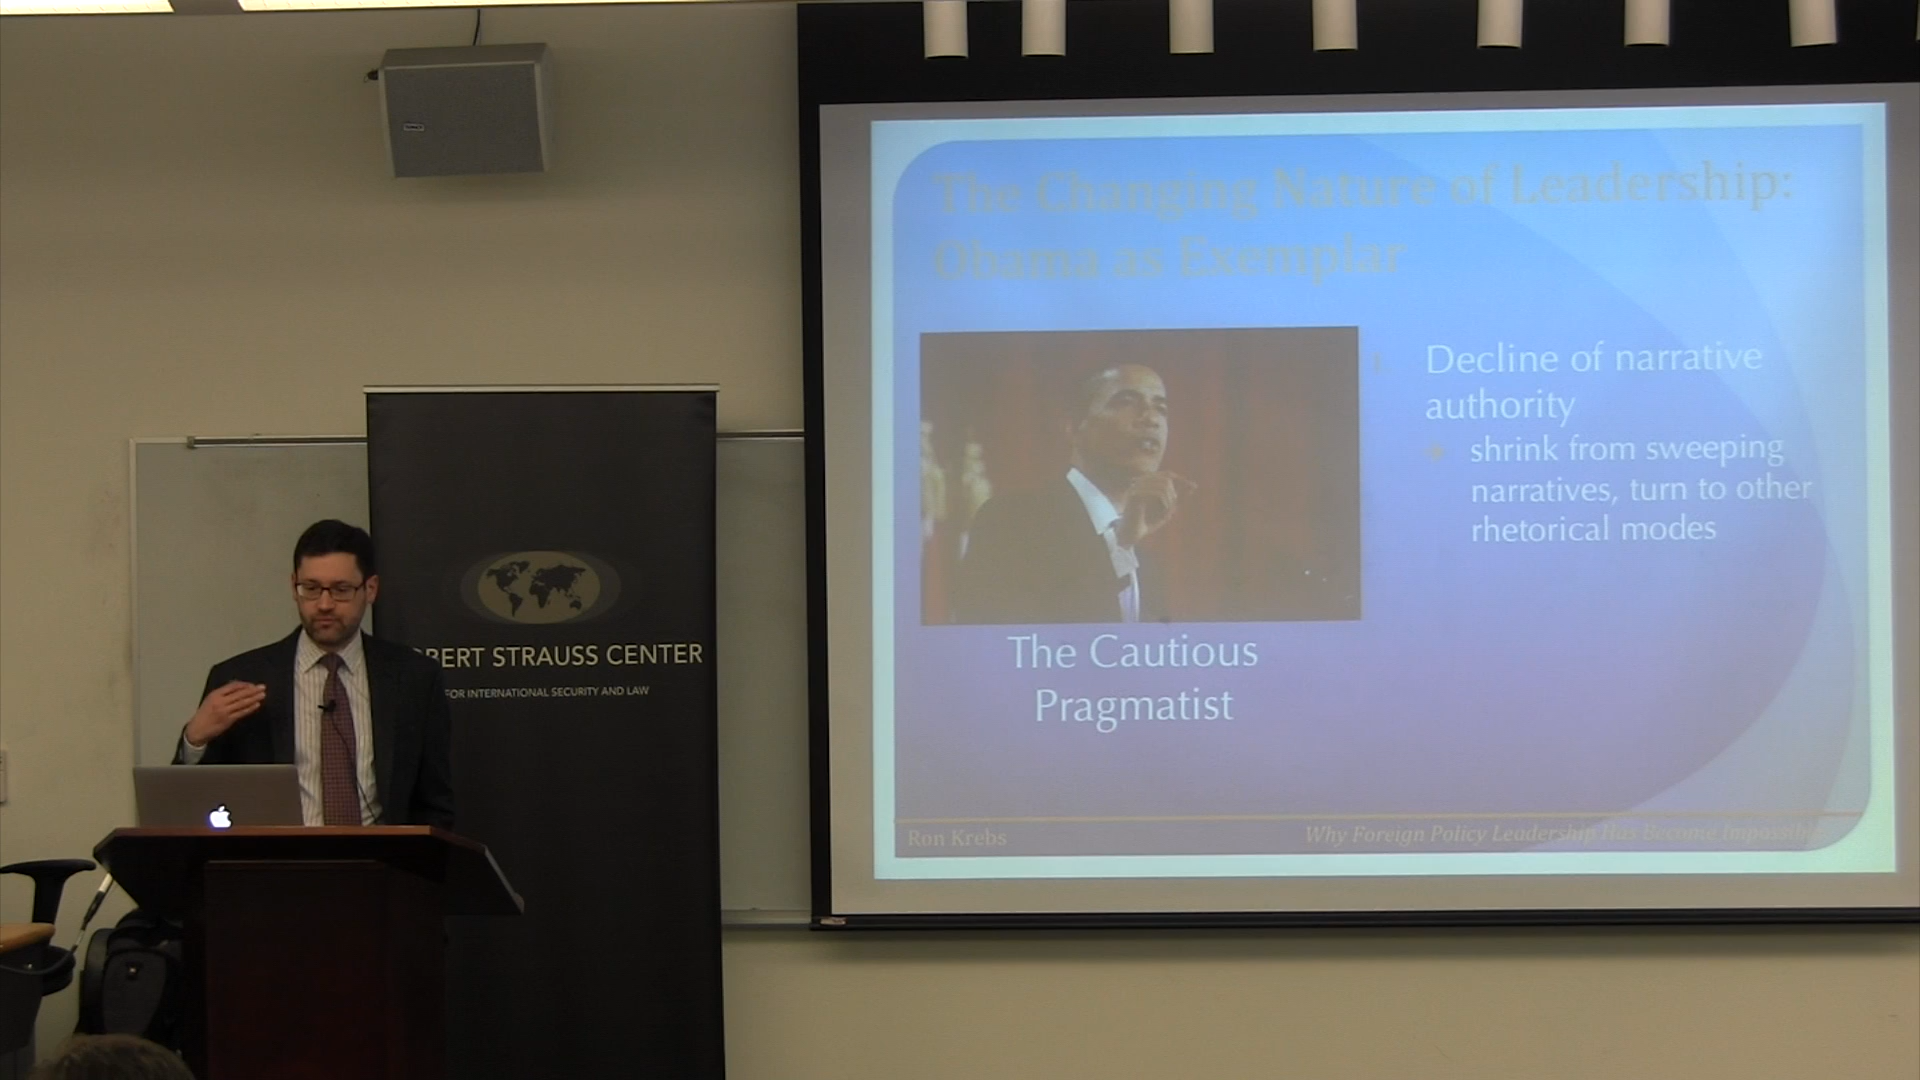 The Changing Nature of Leadership:
Obama as Exemplar
1. Decline of narrative
authority
shrink from sweeping
narratives, turn to other
rhetorical modes
The Cautious
Pragmatist
Ron Krebs
Why Foreign Policy Leadership Has Become
BERT STRAUSS CENTER
FOR INTERNATIONAL SECURITY AND LAW